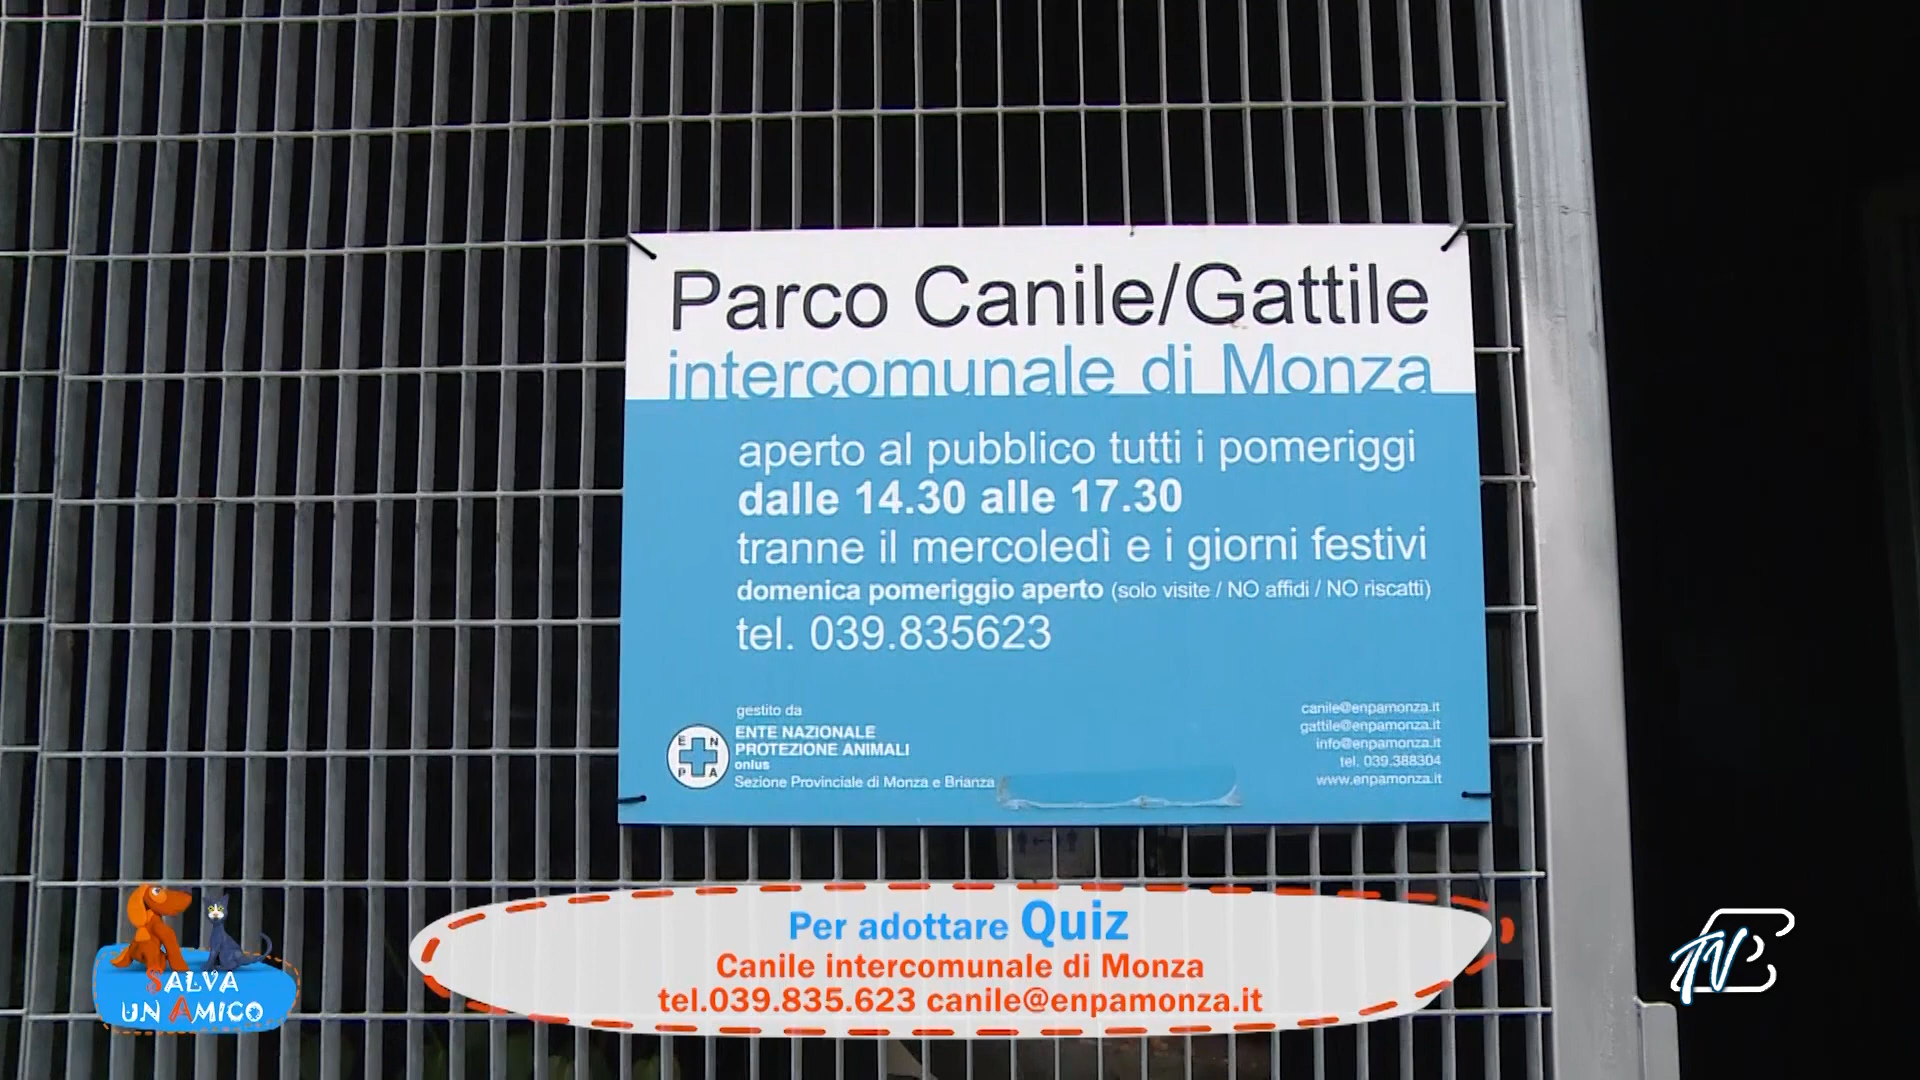 Parco Canile/Gattile
intercomunale di Monza
aperto al pubblico tutti i pomeriggi
dalle 14.30 alle 17.30
tranne il mercoledì e i giorni festivi
domenica pomeriggio aperto (solo visite / NO affidi / NO riscatti)
tel. 039.835623
gestito da
ENTE NAZIONALE
PROTEZIONE ANIMALI
onlus
Sezione Provinciale di Monza e Brianza
E N
P A
canile@enpamonza.it
gattile@enpamonza.it
info@enpamonza.it
tel. 039.388304
www.enpamonza.it
Per adottare Quiz
Canile intercomunale di Monza
tel.039.835.623 canile@enpamonza.it
SALVA
UN AMICO
TVB